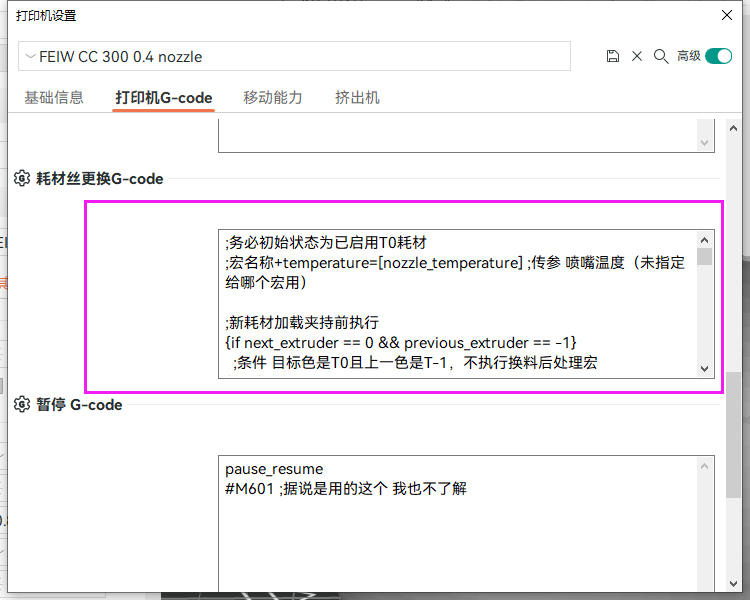 打印机设置
FEIW CC 300 0.4 nozzle
高级
基础信息
打印机G-code
移动能力
挤出机
耗材丝更换G-code
;务必初始状态为已启用T0耗材
;宏名称+temperature=[nozzle_temperature] ;传参 喷嘴温度（未指定
给哪个宏用）
;新耗材加载夹持前执行
{if next_extruder == 0 && previous_extruder == -1}
;条件 目标色是T0且上一色是T-1，不执行换料后处理宏
暂停 G-code
pause_resume
#M601 ;据说是用的这个 我也不了解